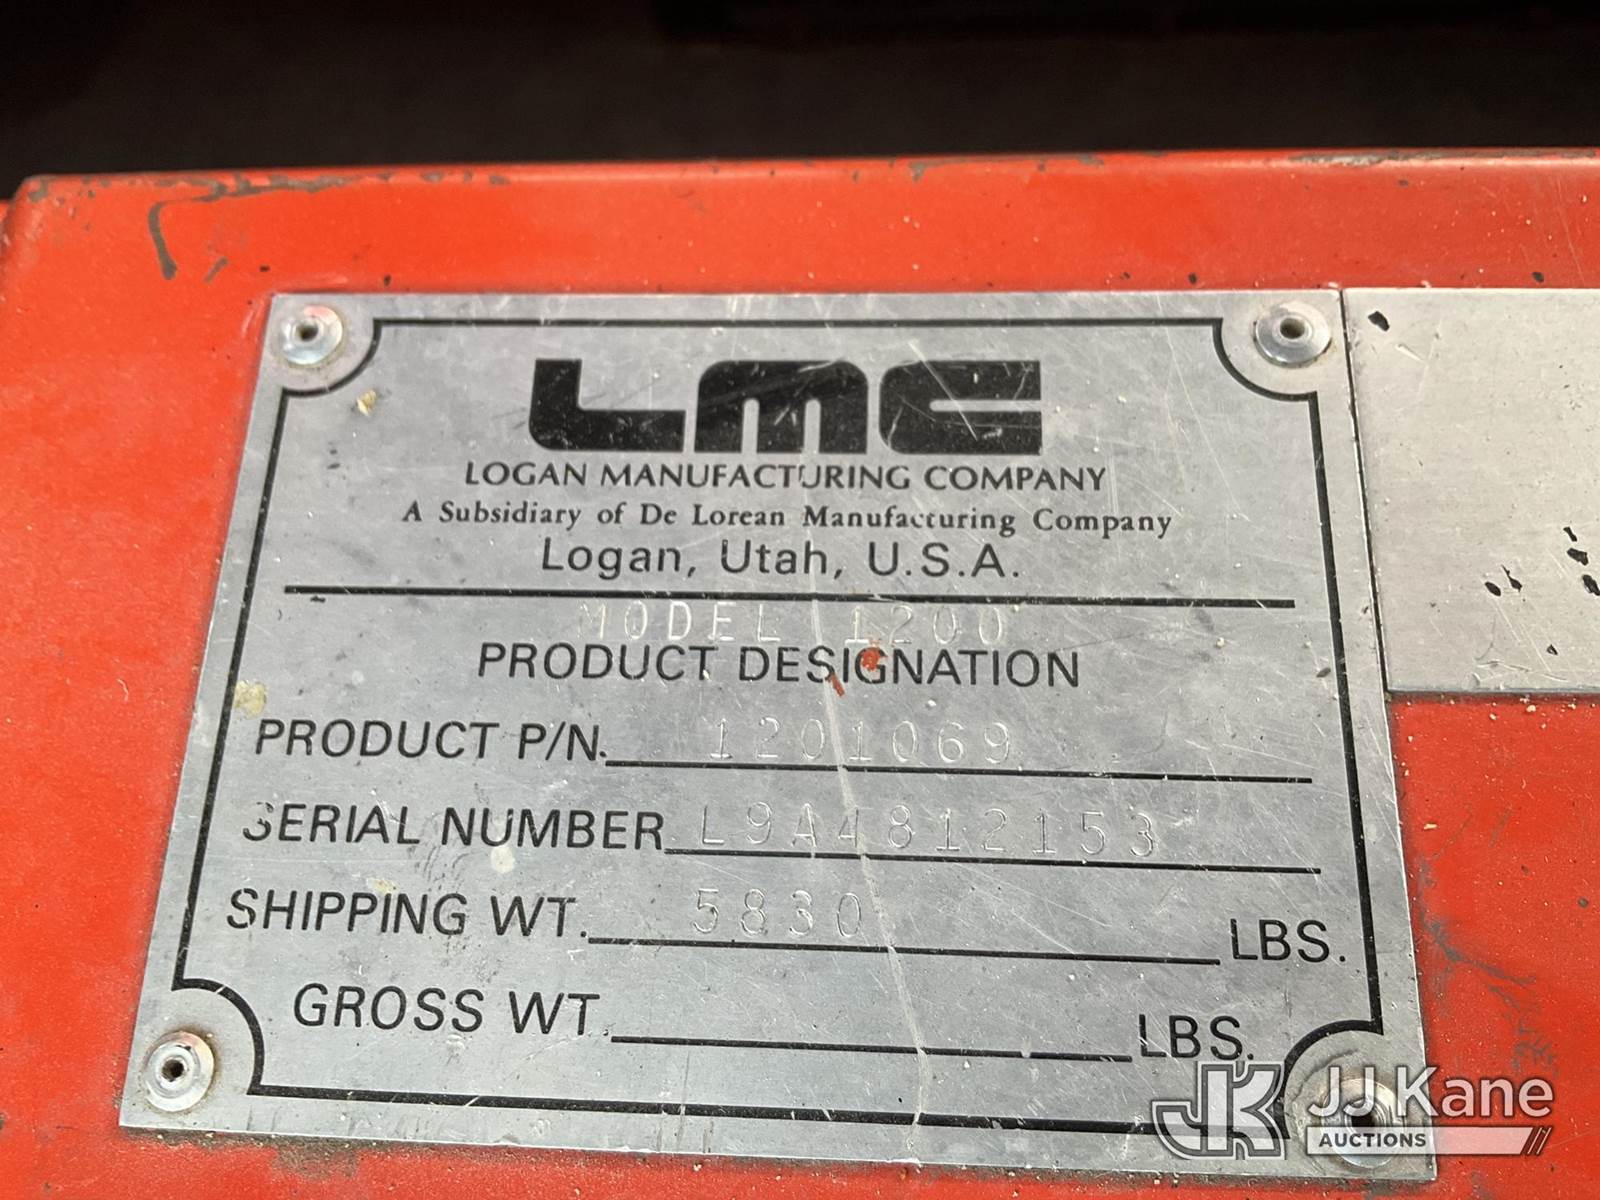 LMC
LOGAN MANUFACTURING COMPANY
A Subsidiary of De Lorean Manufacturing Company
Logan, Utah, U.S.A.
MODEL 1200
PRODUCT DESIGNATION
PRODUCT P/N. 1201069
SERIAL NUMBER L9A4812153
SHIPPING WT. 5830 LBS.
GROSS WT LBS.
JK JJ Kane
AUCTIONS